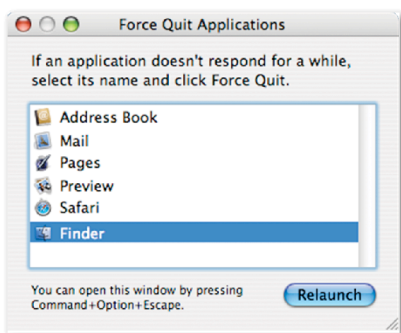 Force Quit Applications
If an application doesn't respond for a while,
select its name and click Force Quit.
Address Book
Mail
Pages
Preview
Safari
Finder
You can open this window by pressing
Command+Option+Escape.
Relaunch